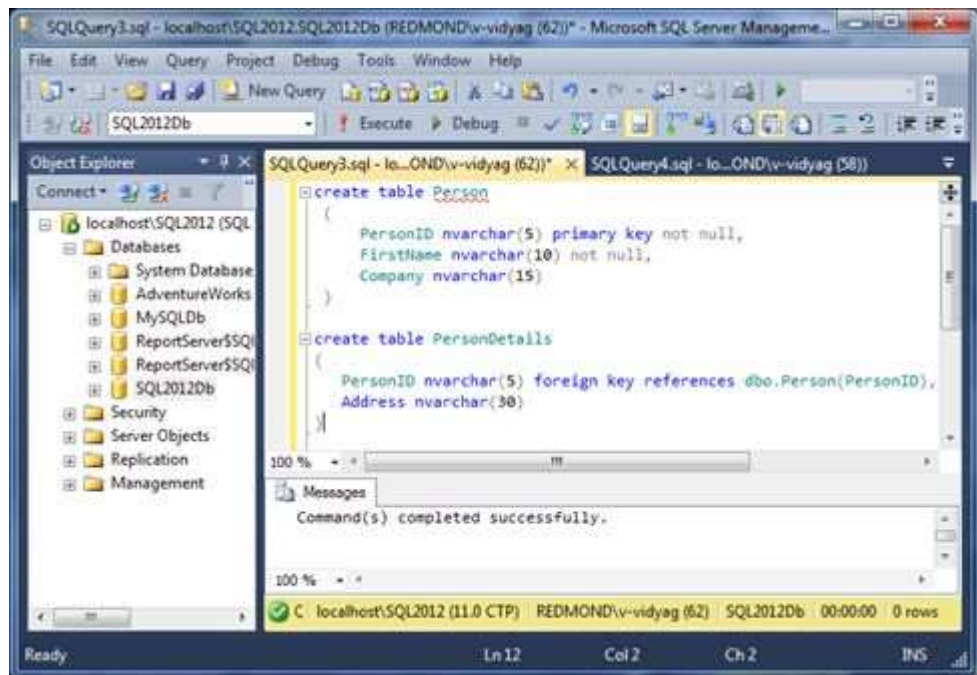 SQLQuery3.sql - localhost\SQL2012.SQL2012Db (REDMOND\v-vidyag (62))* - Microsoft SQL Server Manageme...
File Edit View Query Project Debug Tools Window Help
New Query
SQL2012Db Execute Debug
Object Explorer
SQLQuery3.sql - lo...OND\v-vidyag (62))* SQLQuery4.sql - lo...OND\v-vidyag (58))
Connect
localhost\SQL2012 (SQL
Databases
System Database
AdventureWorks
MySQLDb
ReportServer$SQl
ReportServer$SQl
SQL2012Db
Security
Server Objects
Replication
Management
create table Person
(
PersonID nvarchar(5) primary key not null,
FirstName nvarchar(10) not null,
Company nvarchar(15)
)
create table PersonDetails
(
PersonID nvarchar(5) foreign key references dbo.Person(PersonID),
Address nvarchar(30)
)
100 %
Messages
Command(s) completed successfully.
100 %
C localhost\SQL2012 (11.0 CTP) REDMOND\v-vidyag (62) SQL2012Db 00:00:00 0 rows
Ready Ln 12 Col 2 Ch 2 INS